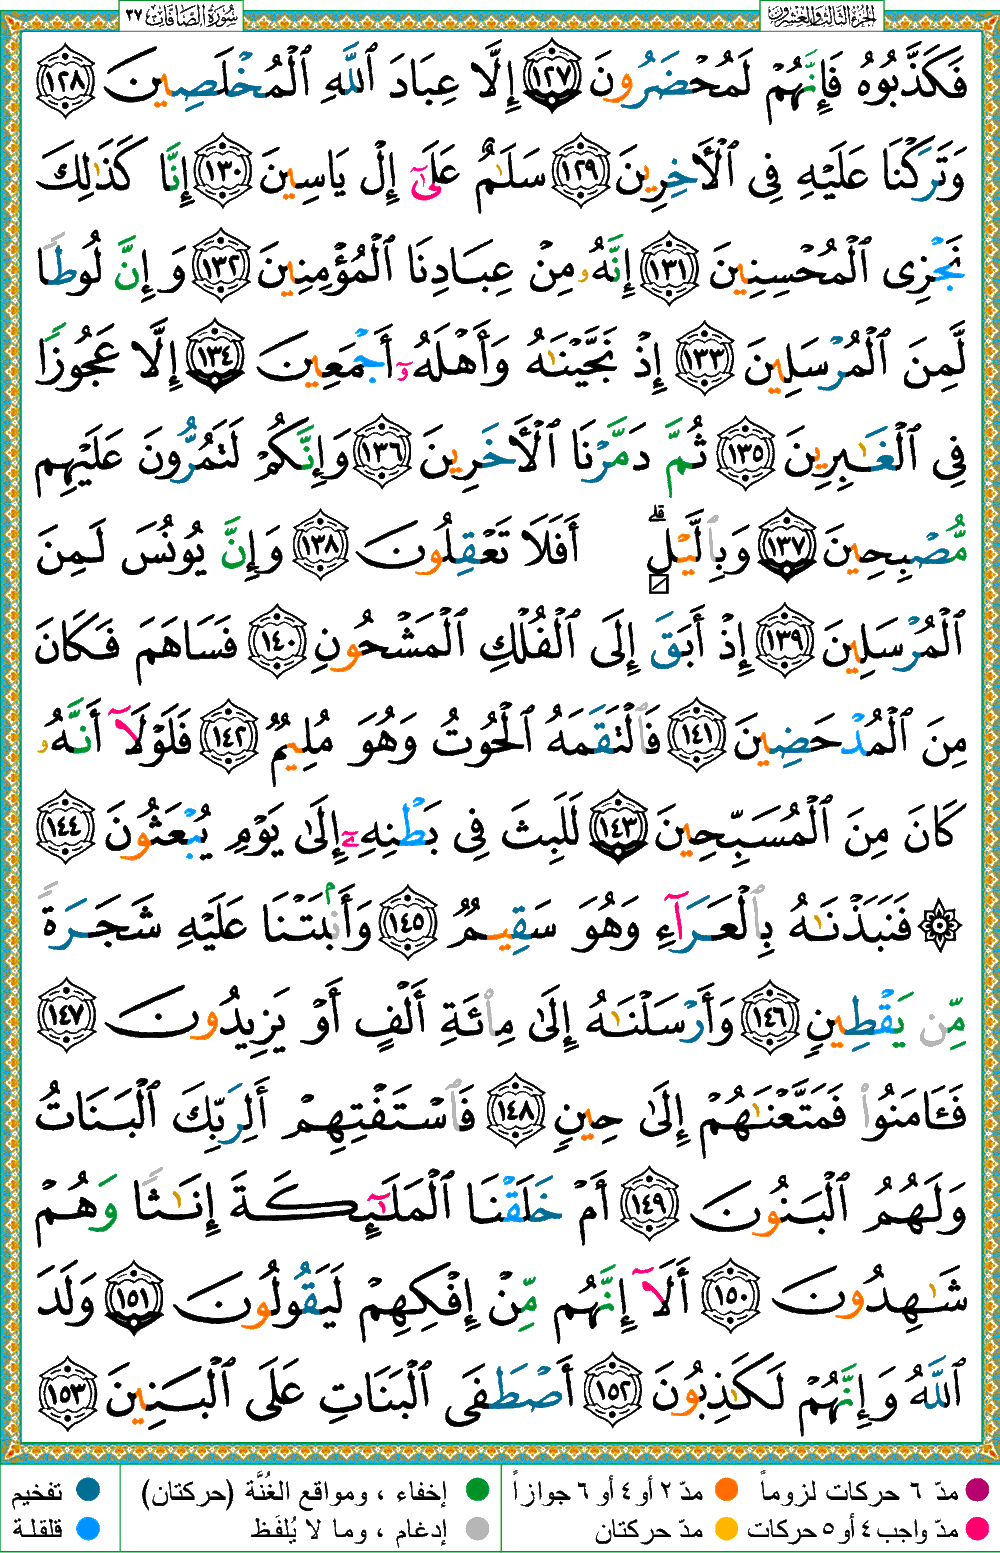 الجزء الثالث والعشرون
سورة الصافات ٣٧
فَكَذَّبُوهُ فَإِنَّهُمْ لَمُحْضَرُونَ ١٢٧ إِلَّا عِبَادَ ٱللَّهِ ٱلْمُخْلَصِينَ ١٢٨
وَتَرَكْنَا عَلَيْهِ فِى ٱلْأَخِرِينَ ١٢٩ سَلَٰمٌ عَلَىٰٓ إِلْ يَاسِينَ ١٣٠ إِنَّا كَذَٰلِكَ
نَجْزِى ٱلْمُحْسِنِينَ ١٣١ إِنَّهُۥ مِنْ عِبَادِنَا ٱلْمُؤْمِنِينَ ١٣٢ وَإِنَّ لُوطًا
لَّمِنَ ٱلْمُرْسَلِينَ ١٣٣ إِذْ نَجَّيْنَٰهُ وَأَهْلَهُۥٓ أَجْمَعِينَ ١٣٤ إِلَّا عَجُوزًا
فِى ٱلْغَٰبِرِينَ ١٣٥ ثُمَّ دَمَّرْنَا ٱلْأَخَرِينَ ١٣٦ وَإِنَّكُمْ لَتَمُرُّونَ عَلَيْهِم
مُّصْبِحِينَ ١٣٧ وَبِٱلَّيْلِ ۗ أَفَلَا تَعْقِلُونَ ١٣٨ وَإِنَّ يُونُسَ لَمِنَ
ٱلْمُرْسَلِينَ ١٣٩ إِذْ أَبَقَ إِلَى ٱلْفُلْكِ ٱلْمَشْحُونِ ١٤٠ فَسَاهَمَ فَكَانَ
مِنَ ٱلْمُدْحَضِينَ ١٤١ فَٱلْتَقَمَهُ ٱلْحُوتُ وَهُوَ مُلِيمٌ ١٤٢ فَلَوْلَآ أَنَّهُۥ
كَانَ مِنَ ٱلْمُسَبِّحِينَ ١٤٣ لَلَبِثَ فِى بَطْنِهِۦٓ إِلَىٰ يَوْمِ يُبْعَثُونَ ١٤٤
۞ فَنَبَذْنَٰهُ بِٱلْعَرَآءِ وَهُوَ سَقِيمٌ ١٤٥ وَأَنۢبَتْنَا عَلَيْهِ شَجَرَةً
مِّن يَقْطِينٍ ١٤٦ وَأَرْسَلْنَٰهُ إِلَىٰ مِا۟ئَةِ أَلْفٍ أَوْ يَزِيدُونَ ١٤٧
فَـَٔامَنُوا۟ فَمَتَّعْنَٰهُمْ إِلَىٰ حِينٍ ١٤٨ فَٱسْتَفْتِهِمْ أَلِرَبِّكَ ٱلْبَنَاتُ
وَلَهُمُ ٱلْبَنُونَ ١٤٩ أَمْ خَلَقْنَا ٱلْمَلَٰٓئِكَةَ إِنَٰثًا وَهُمْ
شَٰهِدُونَ ١٥٠ أَلَآ إِنَّهُم مِّنْ إِفْكِهِمْ لَيَقُولُونَ ١٥١ وَلَدَ
ٱللَّهُ وَإِنَّهُمْ لَكَٰذِبُونَ ١٥٢ أَصْطَفَى ٱلْبَنَاتِ عَلَى ٱلْبَنِينَ ١٥٣
مدّ ٦ حركات لزوماً مدّ ٢ أو ٤ أو ٦ جوازاً إخفاء ، ومواقع الغُنَّة (حركتان) تفخيم
مدّ واجب ٤ أو ٥ حركات مدّ حركتان إدغام ، وما لا يُلفَظ قلقلة